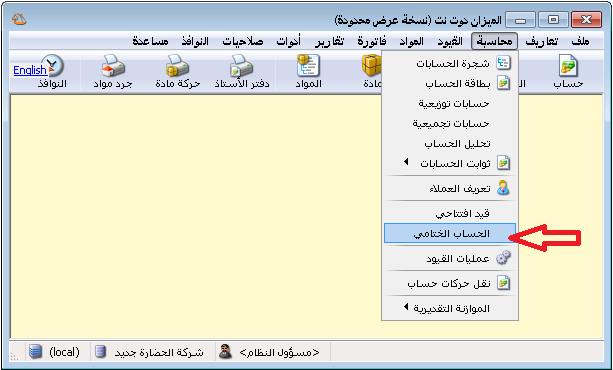 الميزان دوت نت (نسخة عرض محدودة)
ملف تعاريف محاسبة القيود المواد فاتورة تقارير أدوات صلاحيات النوافذ مساعدة
حساب المادة المواد دفتر الأستاذ حركة مادة جرد مواد النوافذ
English
شجرة الحسابات
بطاقة الحساب
حسابات توزيعية
حسابات تجميعية
تحليل الحساب
ثوابت الحسابات
تعريف العملاء
قيد افتتاحي
الحساب الختامي
عمليات القيود
نقل حركات حساب
الموازنة التقديرية
(local) شركة الحضارة جديد <مسؤول النظام>